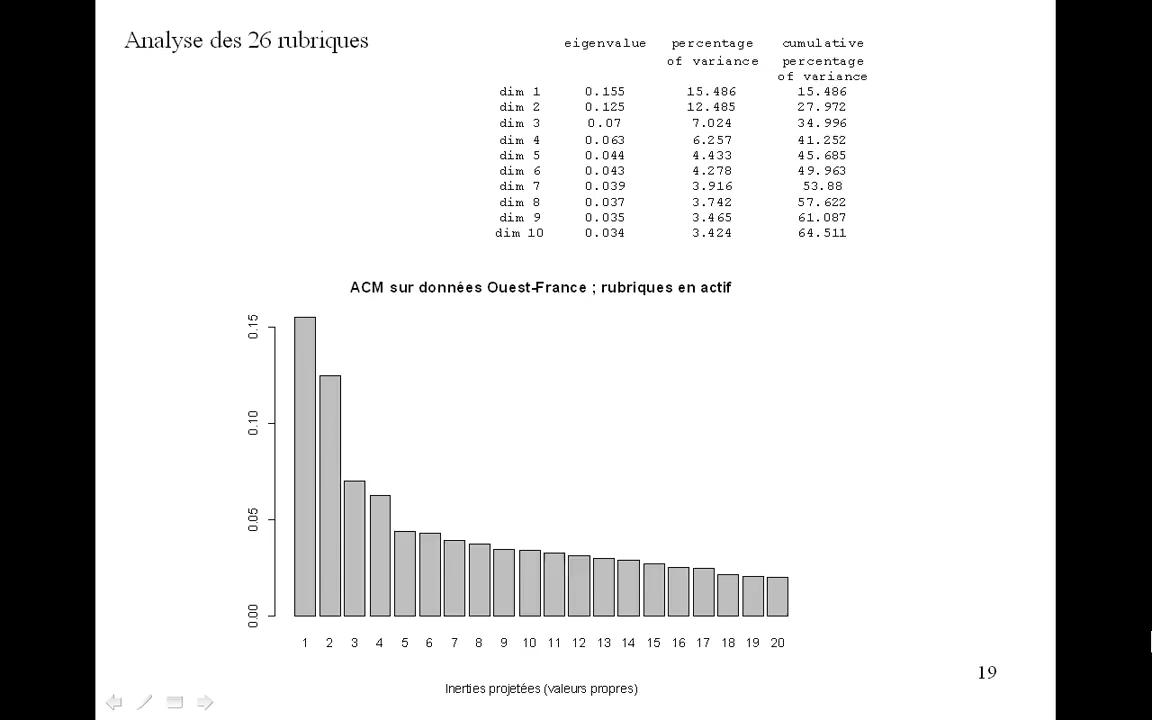 Analyse des 26 rubriques
eigenvalue percentage cumulative
of variance percentage
of variance
dim 1 0.155 15.486 15.486
dim 2 0.125 12.485 27.972
dim 3 0.07 7.024 34.996
dim 4 0.063 6.257 41.252
dim 5 0.044 4.433 45.685
dim 6 0.043 4.278 49.963
dim 7 0.039 3.916 53.88
dim 8 0.037 3.742 57.622
dim 9 0.035 3.465 61.087
dim 10 0.034 3.424 64.511
ACM sur données Ouest-France ; rubriques en actif
0.15
0.10
0.05
0.00
1 2 3 4 5 6 7 8 9 10 11 12 13 14 15 16 17 18 19 20
Inerties projetées (valeurs propres)
19